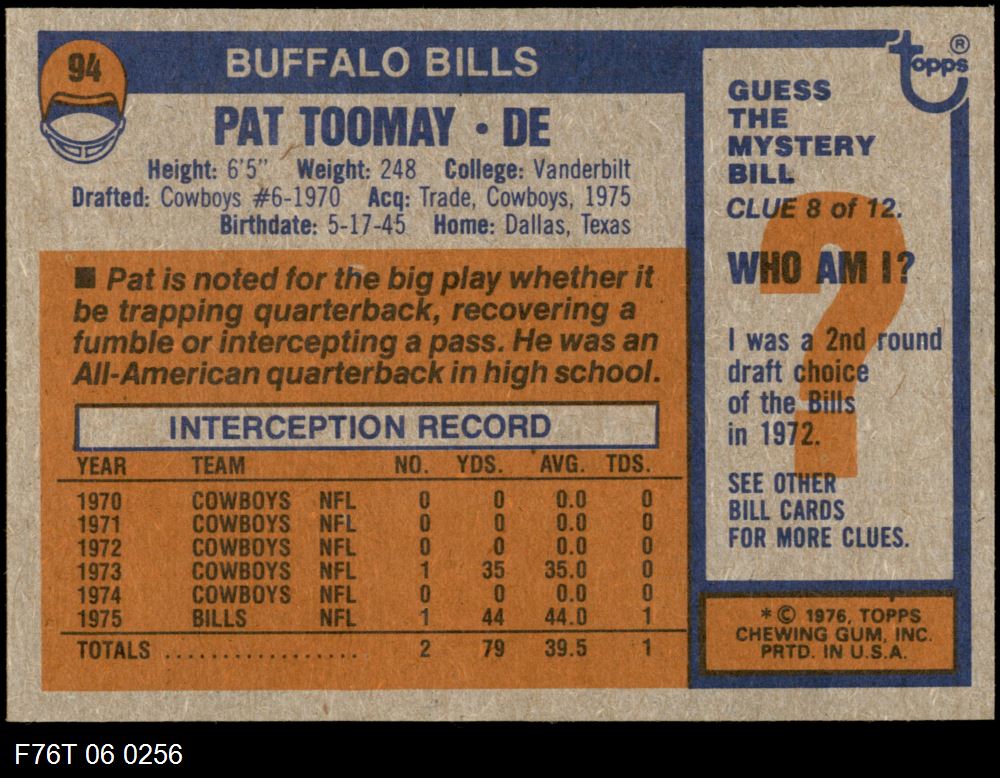 94
BUFFALO BILLS
PAT TOOMAY • DE
Height: 6'5" Weight: 248 College: Vanderbilt
Drafted: Cowboys #6-1970 Acq: Trade, Cowboys, 1975
Birthdate: 5-17-45 Home: Dallas, Texas
■ Pat is noted for the big play whether it
be trapping quarterback, recovering a
fumble or intercepting a pass. He was an
All-American quarterback in high school.
INTERCEPTION RECORD
YEAR TEAM NO. YDS. AVG. TDS.
1970 COWBOYS NFL 0 0 0.0 0
1971 COWBOYS NFL 0 0 0.0 0
1972 COWBOYS NFL 0 0 0.0 0
1973 COWBOYS NFL 1 35 35.0 0
1974 COWBOYS NFL 0 0 0.0 0
1975 BILLS NFL 1 44 44.0 1
TOTALS .................. 2 79 39.5 1
topps ®
GUESS
THE
MYSTERY
BILL
CLUE 8 of 12.
WHO AM I?
?
I was a 2nd round
draft choice
of the Bills
in 1972.
SEE OTHER
BILL CARDS
FOR MORE CLUES.
* © 1976, TOPPS
CHEWING GUM, INC.
PRTD. IN U.S.A.
F76T 06 0256